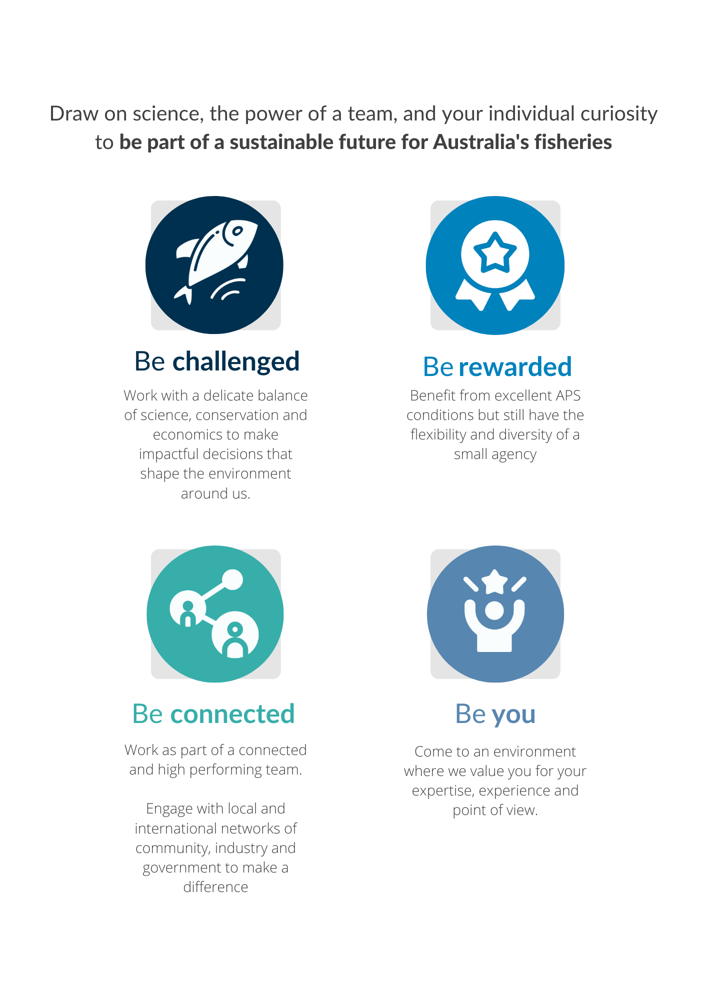 Draw on science, the power of a team, and your individual curiosity
to be part of a sustainable future for Australia's fisheries
Be challenged
Work with a delicate balance
of science, conservation and
economics to make
impactful decisions that
shape the environment
around us.
Be rewarded
Benefit from excellent APS
conditions but still have the
flexibility and diversity of a
small agency
Be connected
Work as part of a connected
and high performing team.
Engage with local and
international networks of
community, industry and
government to make a
difference
Be you
Come to an environment
where we value you for your
expertise, experience and
point of view.